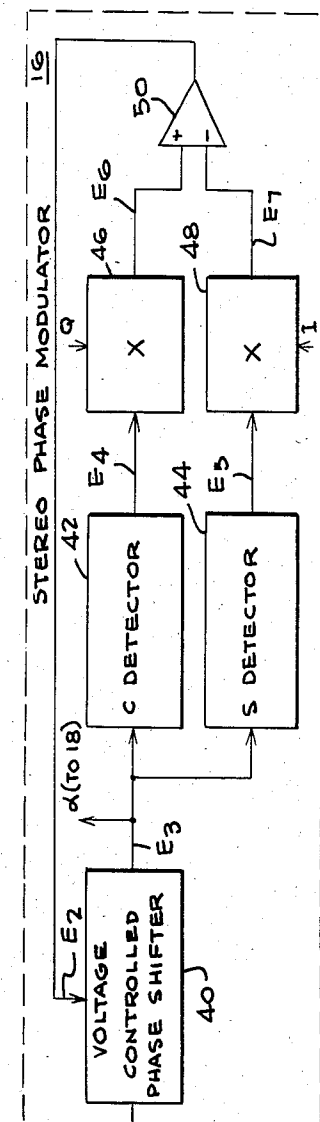 STEREO PHASE MODULATOR
16
E2
VOLTAGE
CONTROLLED
PHASE SHIFTER
40
E3
α(TO 18)
C DETECTOR
42
S DETECTOR
44
E4
E5
Q
46
X
48
X
I
E6
E7
+
-
50